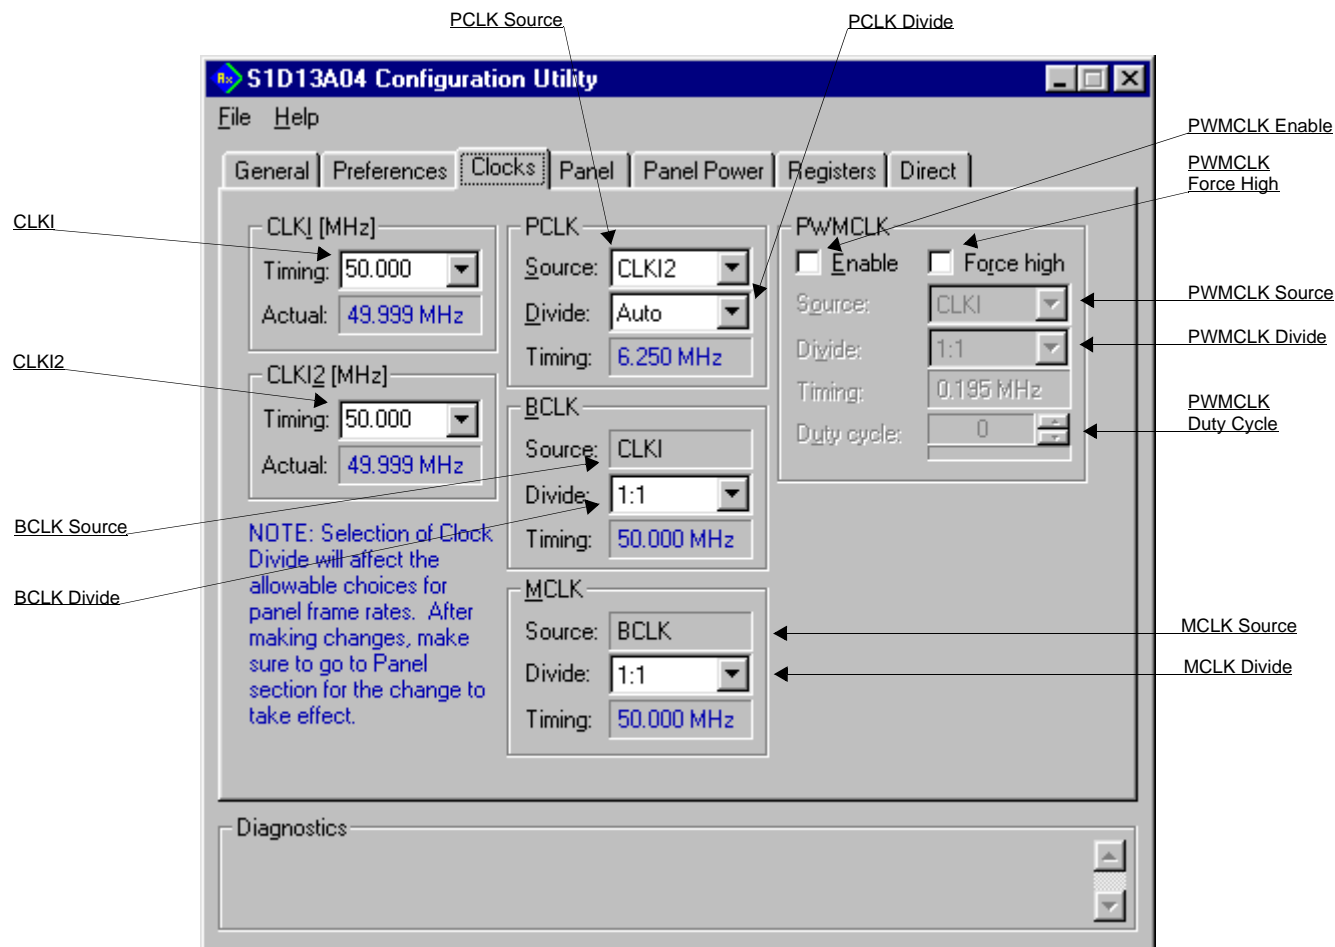 PCLK Source
PCLK Divide
S1D13A04 Configuration Utility
File Help
PWMCLK Enable
PWMCLK
Force High
General Preferences Clocks Panel Panel Power Registers Direct
CLKI
CLKI [MHz]
Timing: 50.000
Actual: 49.999 MHz
CLKI2
CLKI2 [MHz]
Timing: 50.000
Actual: 49.999 MHz
BCLK Source
BCLK Divide
NOTE: Selection of Clock
Divide will affect the
allowable choices for
panel frame rates. After
making changes, make
sure to go to Panel
section for the change to
take effect.
PCLK
Source: CLKI2
Divide: Auto
Timing: 6.250 MHz
BCLK
Source: CLKI
Divide: 1:1
Timing: 50.000 MHz
MCLK
Source: BCLK
Divide: 1:1
Timing: 50.000 MHz
PWMCLK
Enable Force high
Source: CLKI
Divide: 1:1
Timing: 0.195 MHz
Duty cycle: 0
PWMCLK Source
PWMCLK Divide
PWMCLK
Duty Cycle
MCLK Source
MCLK Divide
Diagnostics